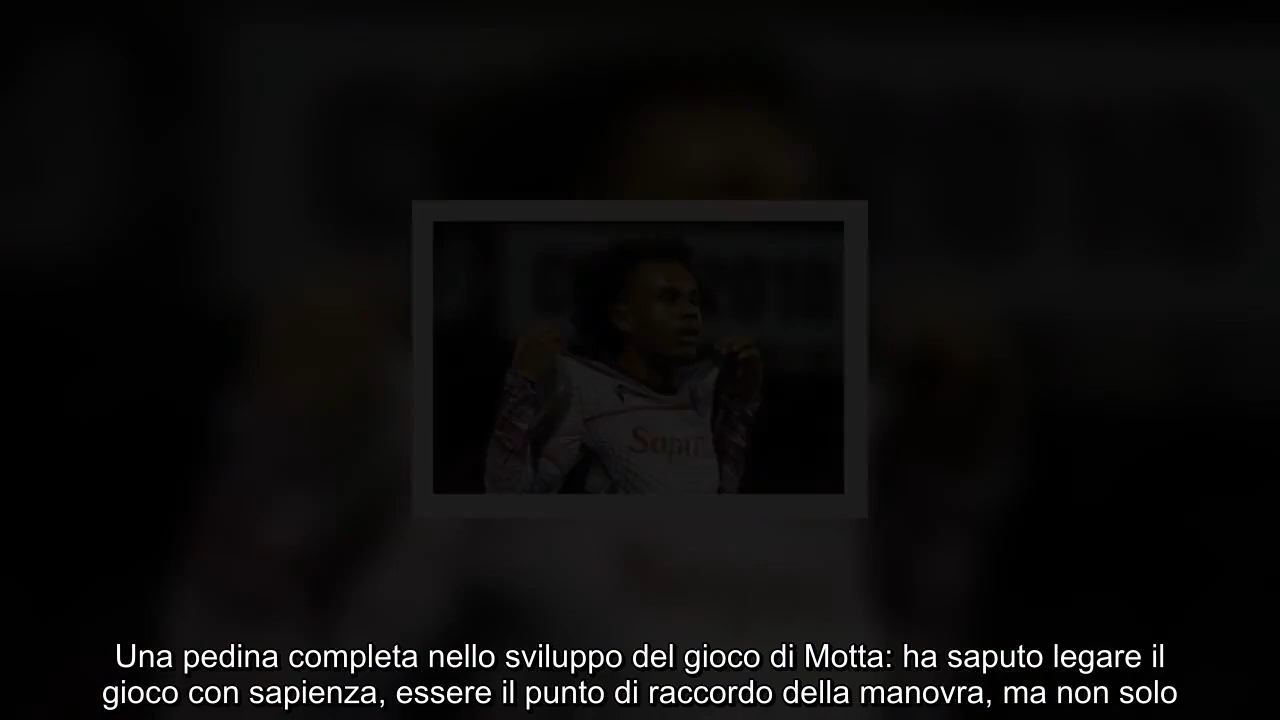 Sapu
Una pedina completa nello sviluppo del gioco di Motta: ha saputo legare il
gioco con sapienza, essere il punto di raccordo della manovra, ma non solo